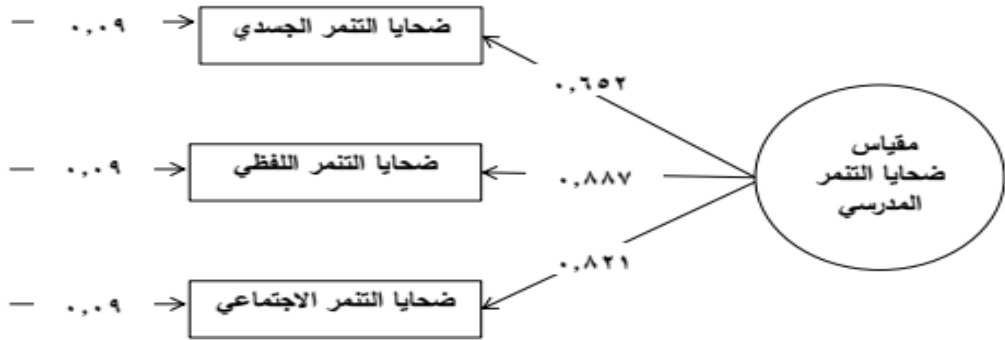 ضحايا التنمر الجسدي
٠,٠٩
٠,٦٥٢
مقياس
ضحايا التنمر
المدرسي
ضحايا التنمر اللفظي
٠,٠٩
٠,٨٨٧
ضحايا التنمر الاجتماعي
٠,٠٩
٠,٨٢١